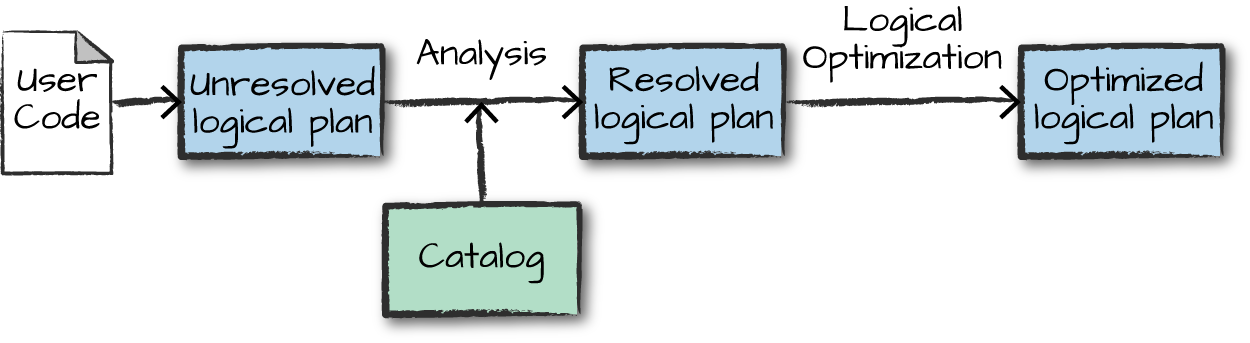 User
Code
Unresolved
logical plan
Analysis
Catalog
Resolved
logical plan
Logical
Optimization
Optimized
logical plan